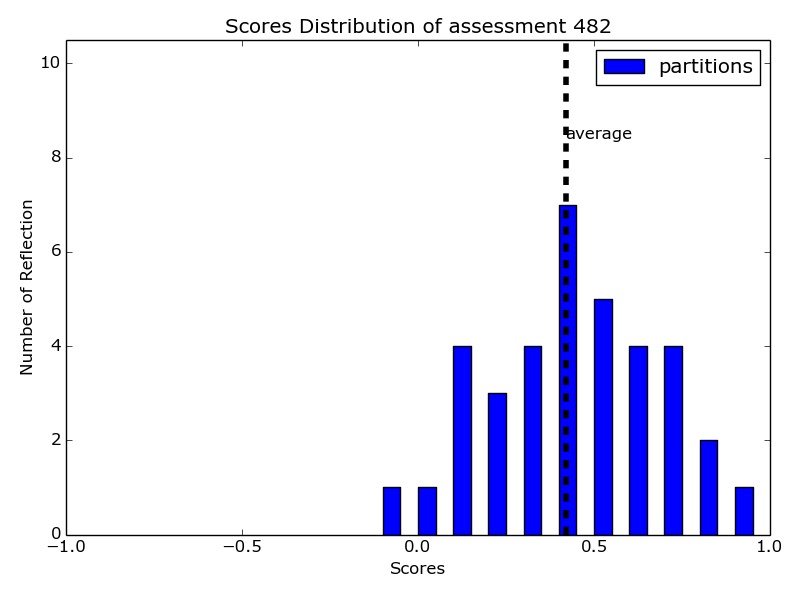 Scores Distribution of assessment 482
partitions
average
Number of Reflection
10
8
6
4
2
0
−1.0 −0.5 0.0 0.5 1.0
Scores